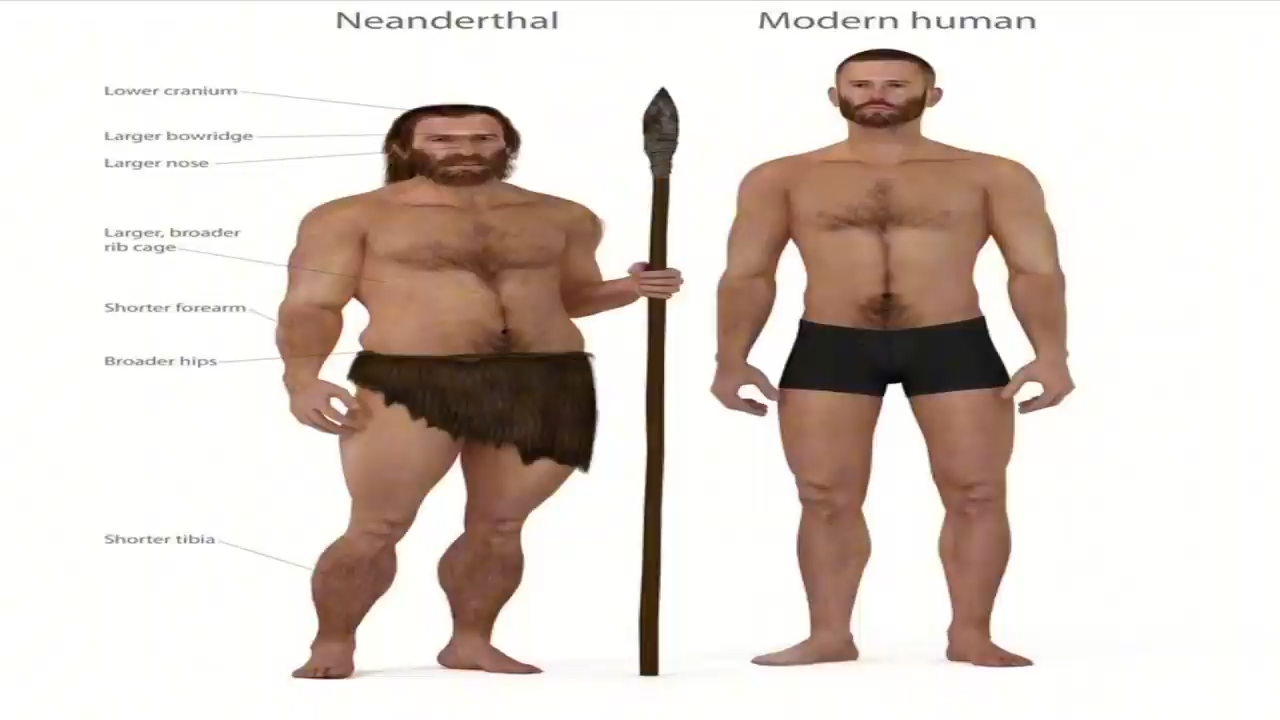 Neanderthal
Modern human
Lower cranium
Larger bowridge
Larger nose
Larger, broader
rib cage
Shorter forearm
Broader hips
Shorter tibia